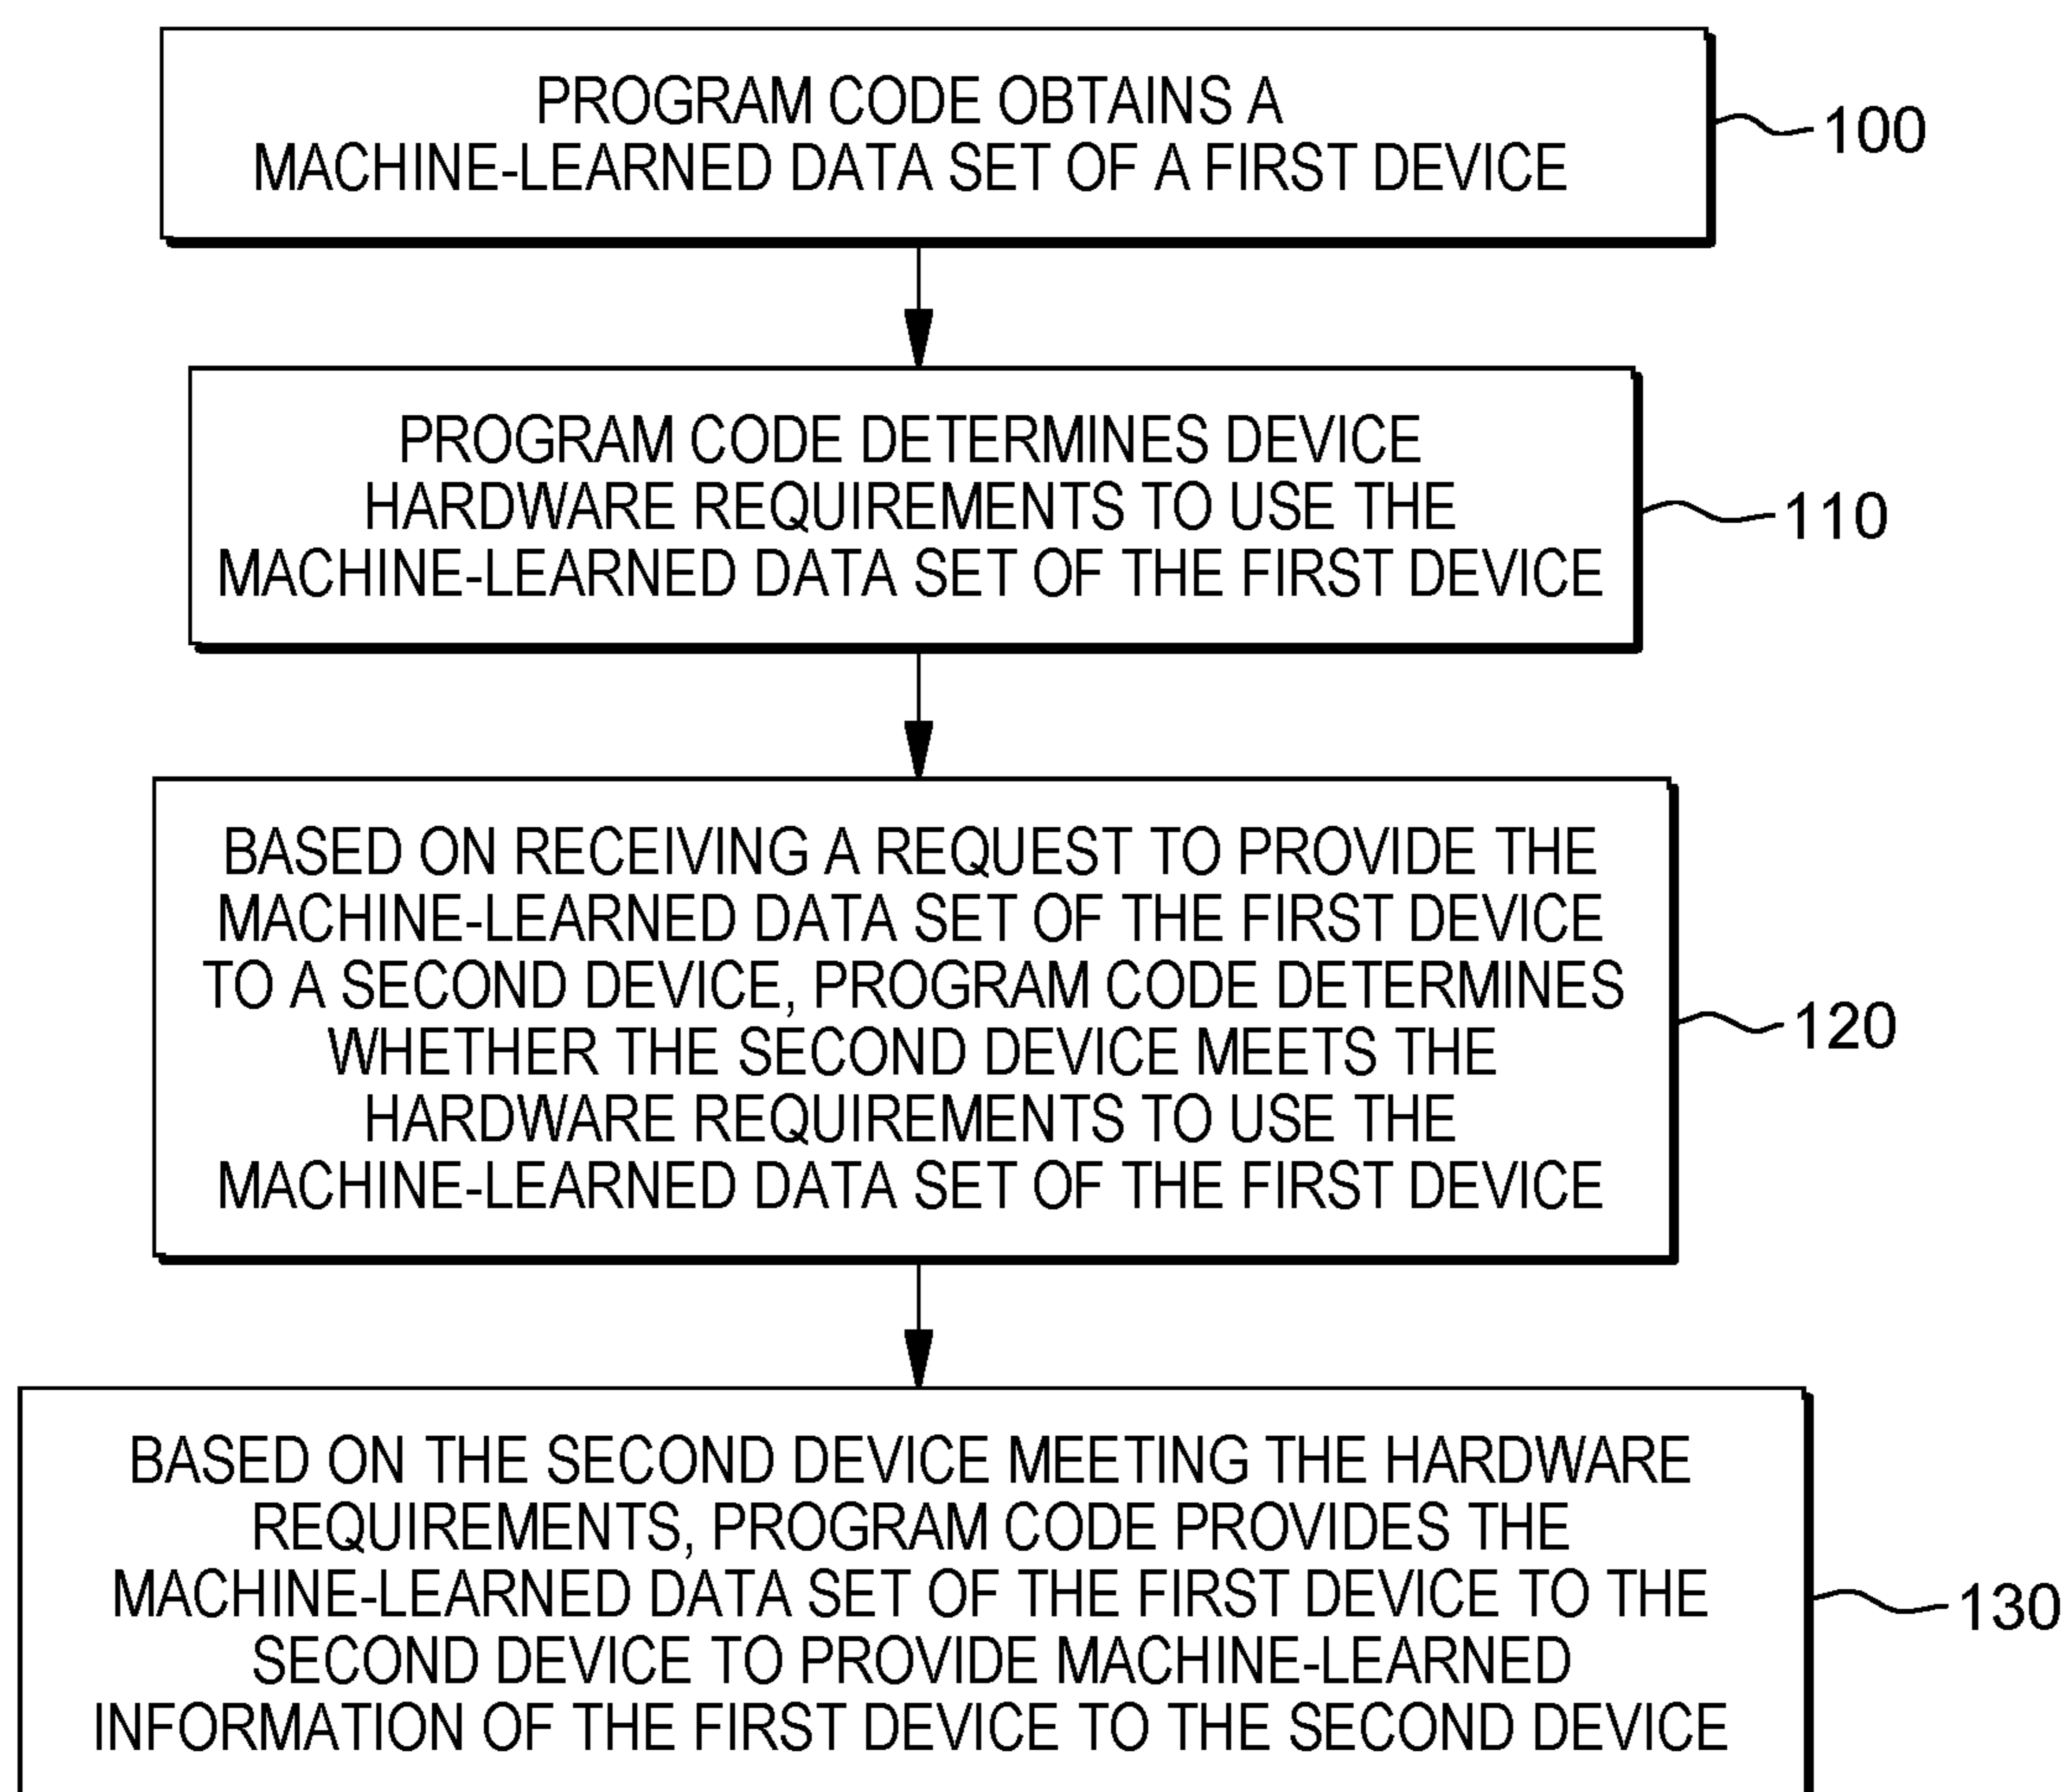 PROGRAM CODE OBTAINS A
MACHINE-LEARNED DATA SET OF A FIRST DEVICE
100
PROGRAM CODE DETERMINES DEVICE
HARDWARE REQUIREMENTS TO USE THE
MACHINE-LEARNED DATA SET OF THE FIRST DEVICE
110
BASED ON RECEIVING A REQUEST TO PROVIDE THE
MACHINE-LEARNED DATA SET OF THE FIRST DEVICE
TO A SECOND DEVICE, PROGRAM CODE DETERMINES
WHETHER THE SECOND DEVICE MEETS THE
HARDWARE REQUIREMENTS TO USE THE
MACHINE-LEARNED DATA SET OF THE FIRST DEVICE
120
BASED ON THE SECOND DEVICE MEETING THE HARDWARE
REQUIREMENTS, PROGRAM CODE PROVIDES THE
MACHINE-LEARNED DATA SET OF THE FIRST DEVICE TO THE
SECOND DEVICE TO PROVIDE MACHINE-LEARNED
INFORMATION OF THE FIRST DEVICE TO THE SECOND DEVICE
130